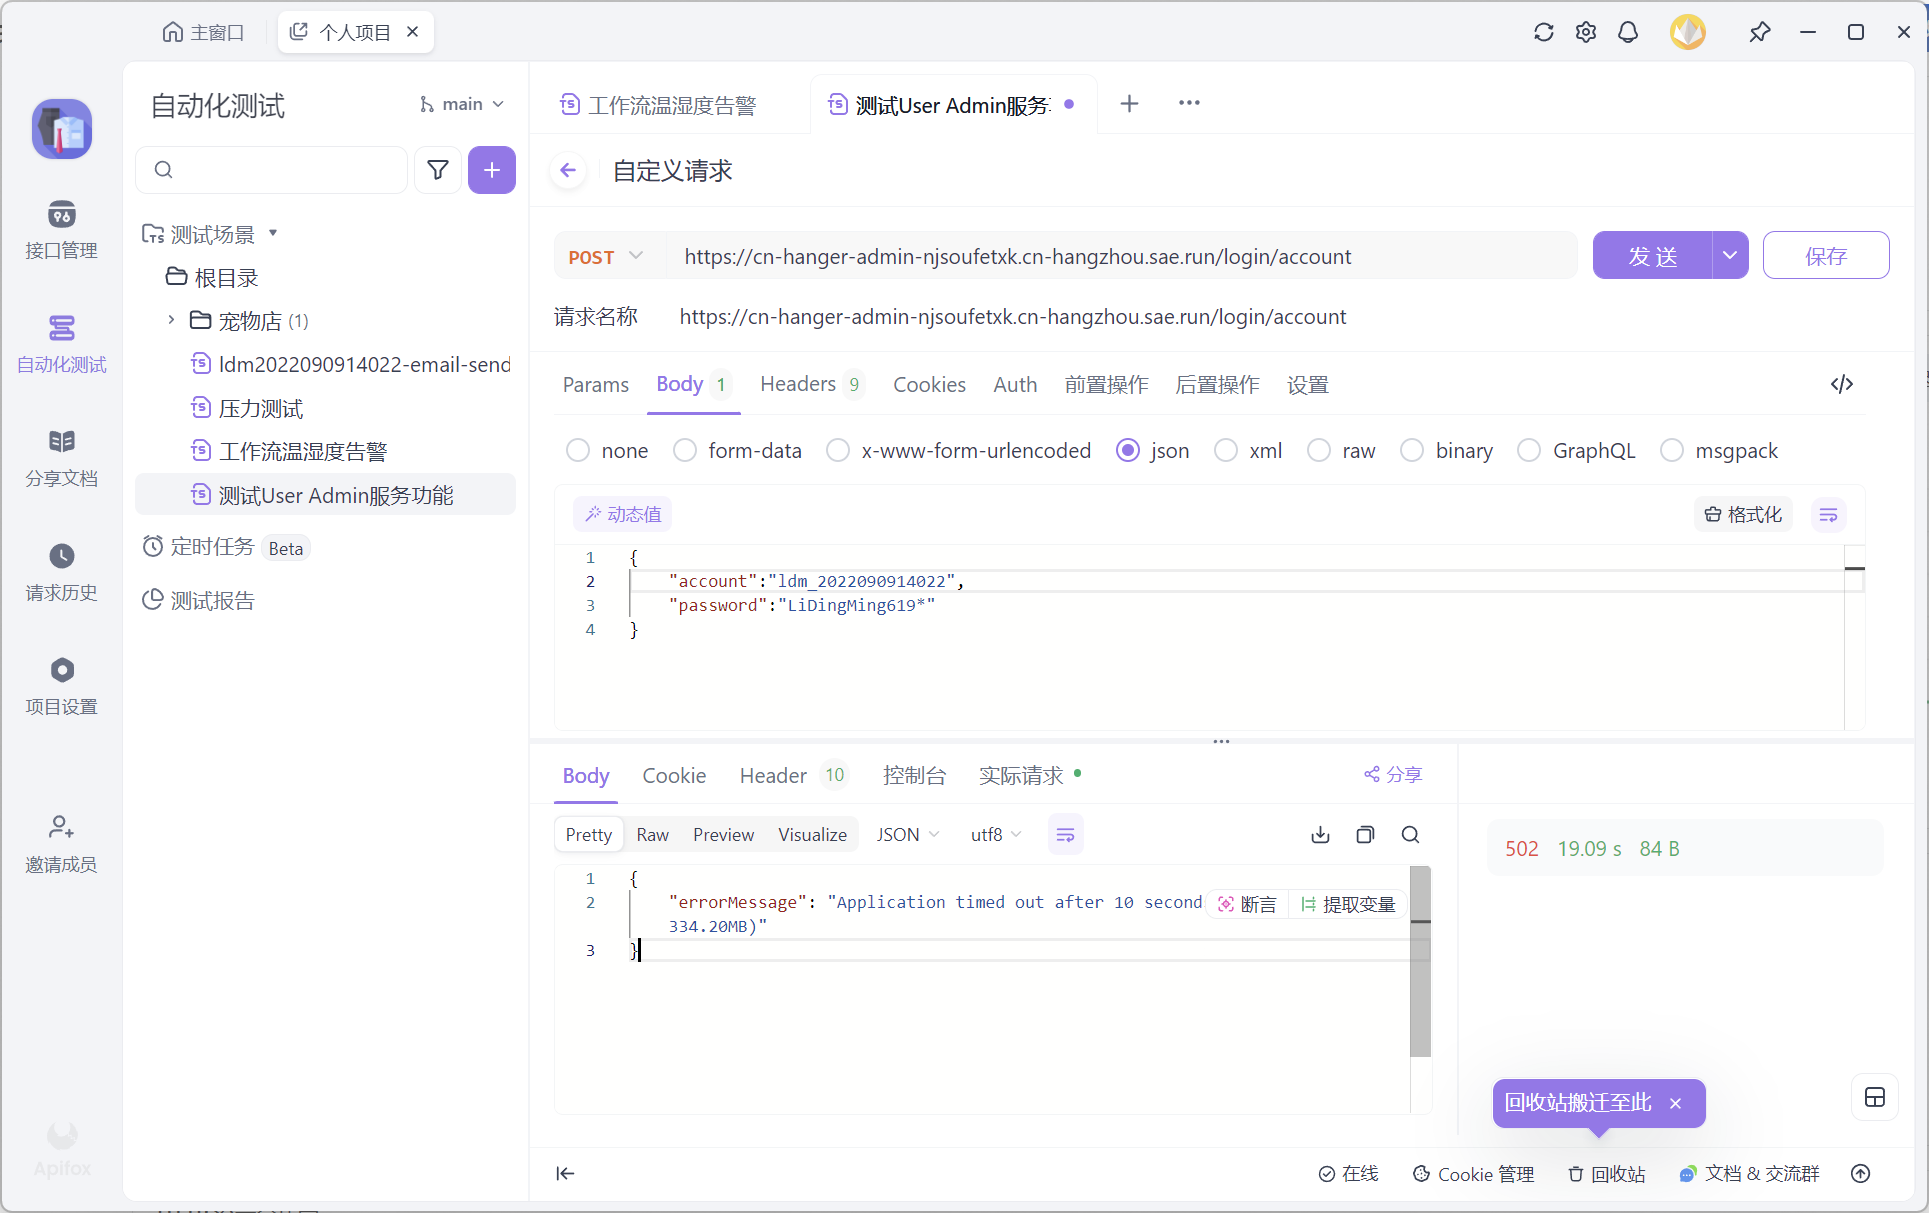 主窗口
个人项目
自动化测试
main
接口管理
自动化测试
分享文档
请求历史
项目设置
邀请成员
Apifox
测试场景
根目录
宠物店 (1)
ldm2022090914022-email-send
压力测试
工作流温湿度告警
测试User Admin服务功能
定时任务 Beta
测试报告
工作流温湿度告警
测试User Admin服务
自定义请求
POST https://cn-hanger-admin-njsoufetxk.cn-hangzhou.sae.run/login/account
发 送
保存
请求名称 https://cn-hanger-admin-njsoufetxk.cn-hangzhou.sae.run/login/account
Params Body 1 Headers 9 Cookies Auth 前置操作 后置操作 设置
none form-data x-www-form-urlencoded json xml raw binary GraphQL msgpack
动态值
格式化
1 {
2 "account":"ldm_2022090914022",
3 "password":"LiDingMing619*"
4 }
Body Cookie Header 10 控制台 实际请求
分享
Pretty Raw Preview Visualize JSON utf8
502 19.09 s 84 B
1 {
2 "errorMessage": "Application timed out after 10 second
断言 提取变量
334.20MB)"
3 }
回收站搬迁至此
在线 Cookie 管理 回收站 文档 & 交流群